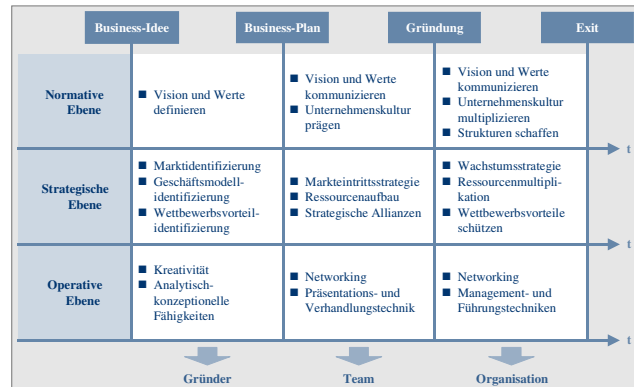 Business-Idee
Business-Plan
Gründung
Exit
Normative
Ebene
Vision und Werte
definieren
Vision und Werte
kommunizieren
Unternehmenskultur
prägen
Vision und Werte
kommunizieren
Unternehmenskultur
multiplizieren
Strukturen schaffen
t
Strategische
Ebene
Marktidentifizierung
Geschäftsmodell-
identifizierung
Wettbewerbsvorteil-
identifizierung
Markteintrittsstrategie
Ressourcenaufbau
Strategische Allianzen
Wachstumsstrategie
Ressourcenmultipli-
kation
Wettbewerbsvorteile
schützen
t
Operative
Ebene
Kreativität
Analytisch-
konzeptionelle
Fähigkeiten
Networking
Präsentations- und
Verhandlungstechnik
Networking
Management- und
Führungstechniken
t
Gründer
Team
Organisation